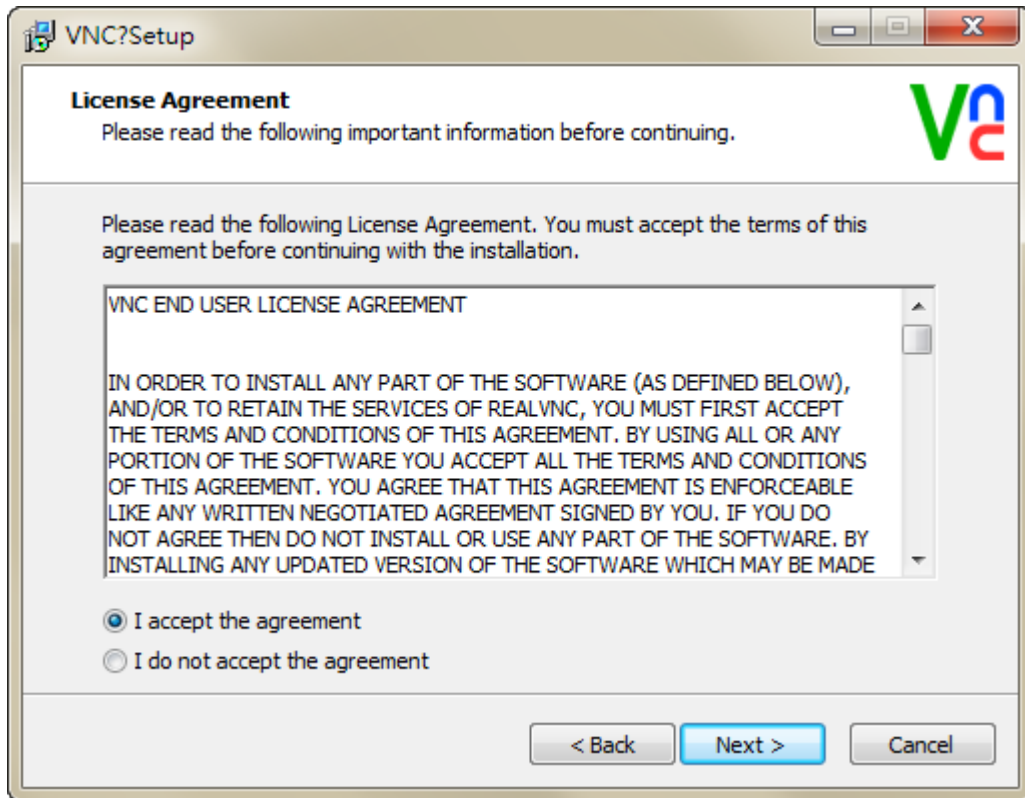 VNC?Setup
License Agreement
Please read the following important information before continuing.
Vnc
Please read the following License Agreement. You must accept the terms of this
agreement before continuing with the installation.
VNC END USER LICENSE AGREEMENT
IN ORDER TO INSTALL ANY PART OF THE SOFTWARE (AS DEFINED BELOW),
AND/OR TO RETAIN THE SERVICES OF REALVNC, YOU MUST FIRST ACCEPT
THE TERMS AND CONDITIONS OF THIS AGREEMENT. BY USING ALL OR ANY
PORTION OF THE SOFTWARE YOU ACCEPT ALL THE TERMS AND CONDITIONS
OF THIS AGREEMENT. YOU AGREE THAT THIS AGREEMENT IS ENFORCEABLE
LIKE ANY WRITTEN NEGOTIATED AGREEMENT SIGNED BY YOU. IF YOU DO
NOT AGREE THEN DO NOT INSTALL OR USE ANY PART OF THE SOFTWARE. BY
INSTALLING ANY UPDATED VERSION OF THE SOFTWARE WHICH MAY BE MADE
I accept the agreement
I do not accept the agreement
< Back
Next >
Cancel